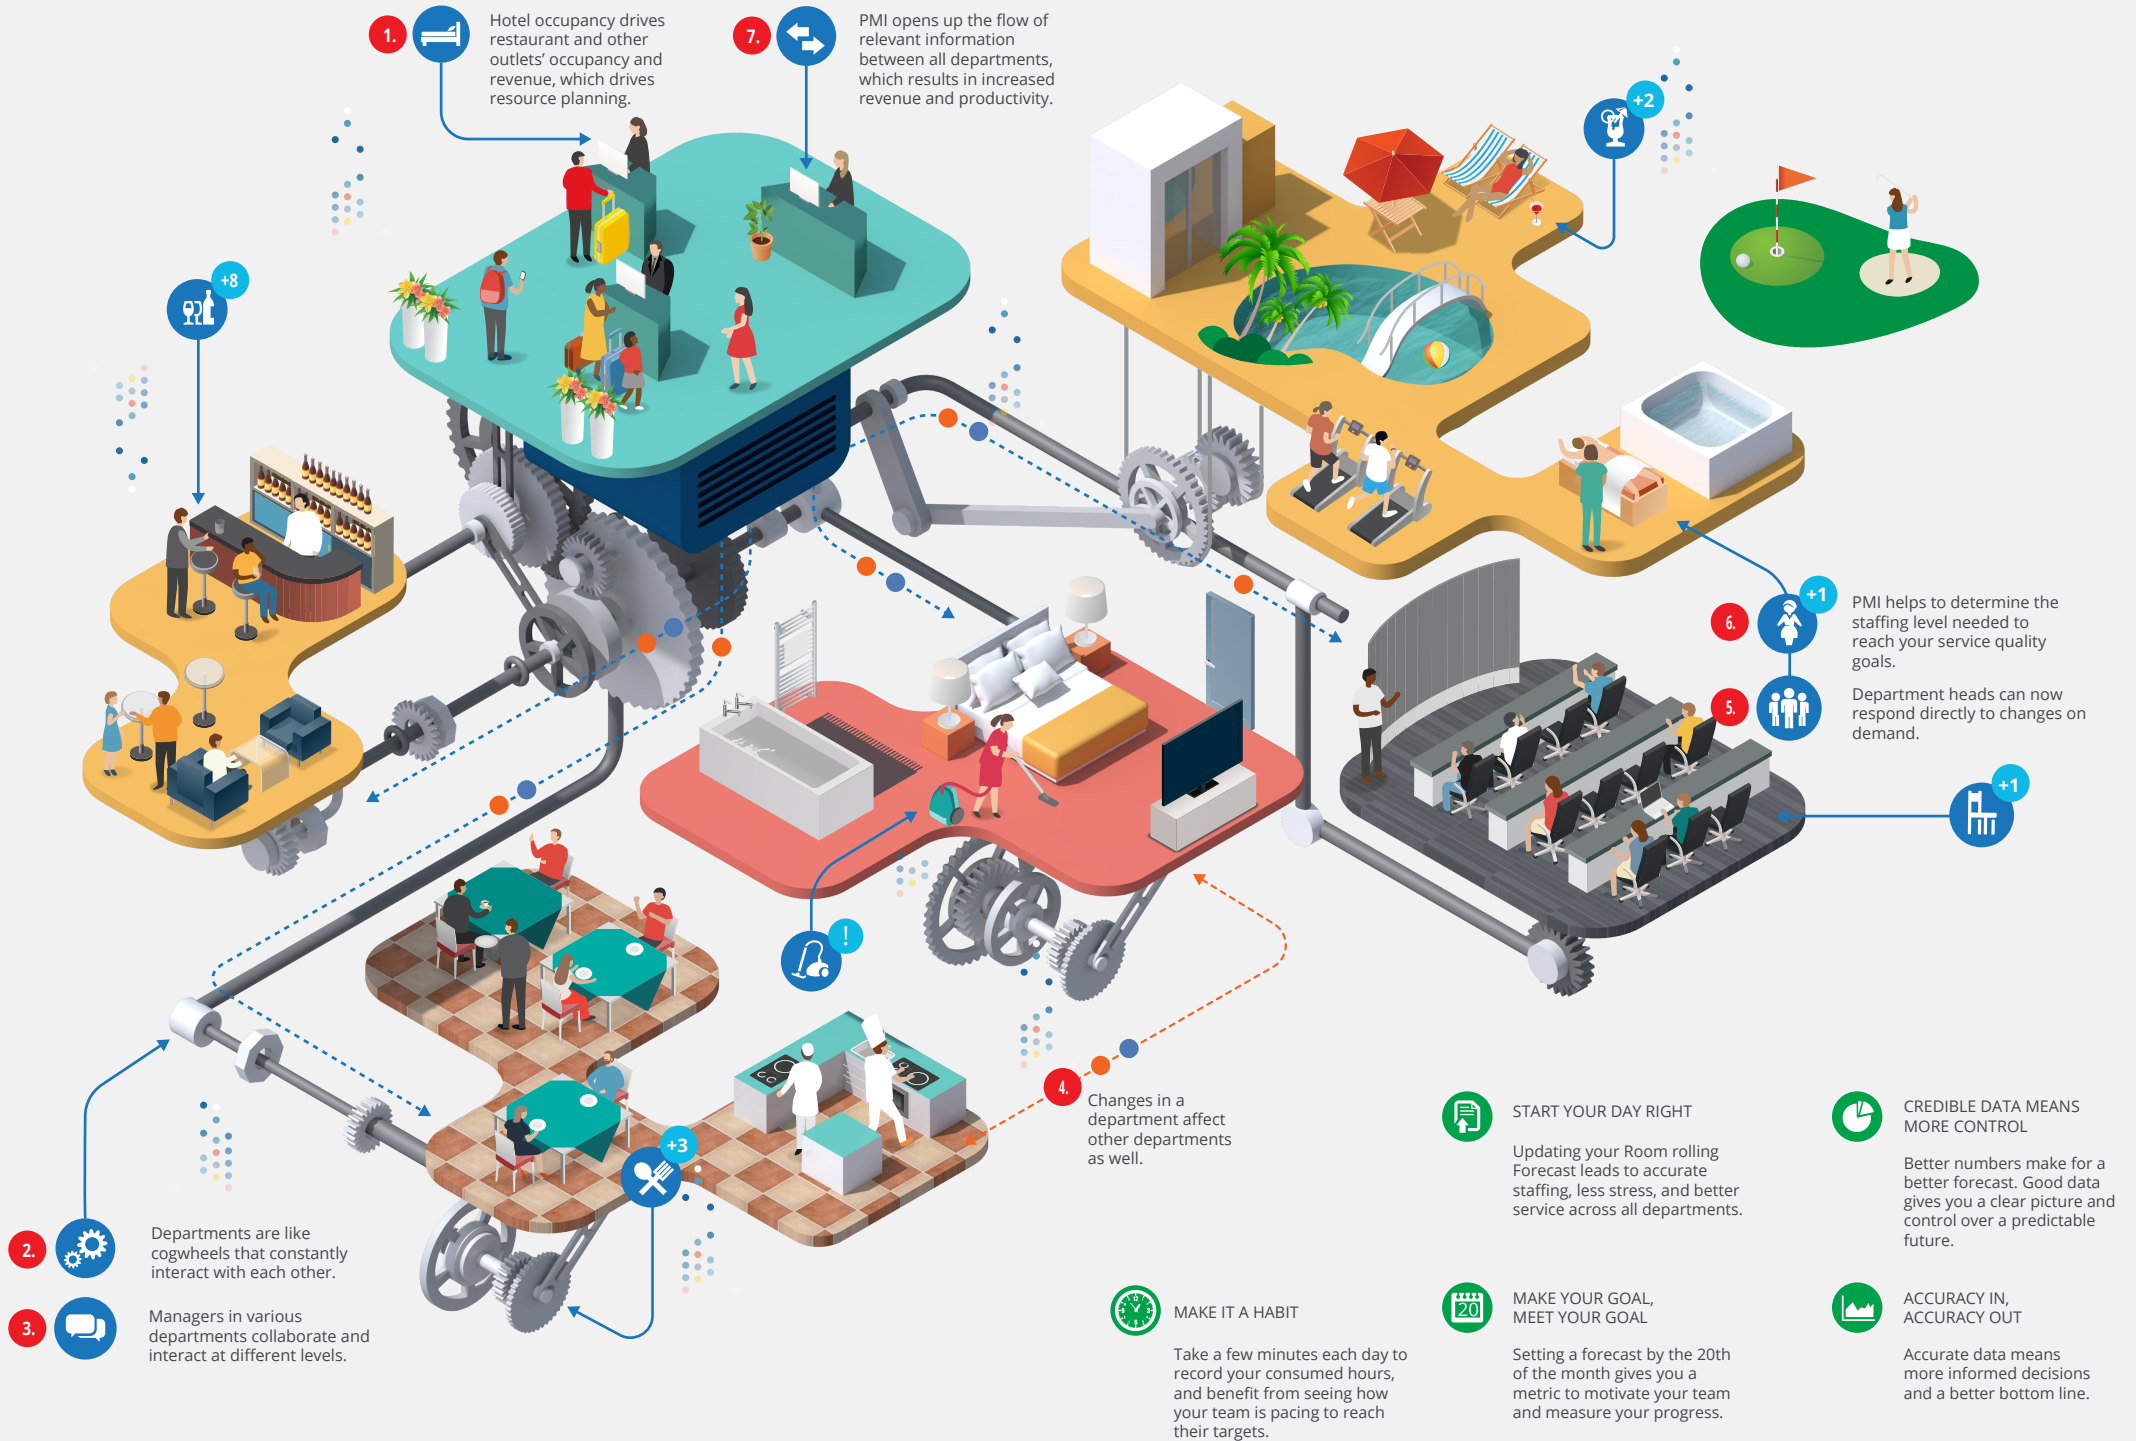 1.
Hotel occupancy drives
restaurant and other
outlets’ occupancy and
revenue, which drives
resource planning.
7.
PMI opens up the flow of
relevant information
between all departments,
which results in increased
revenue and productivity.
+2
+8
+1
6.
PMI helps to determine the
staffing level needed to
reach your service quality
goals.
5.
Department heads can now
respond directly to changes on
demand.
+1
!
4.
Changes in a
department affect
other departments
as well.
+3
2.
Departments are like
cogwheels that constantly
interact with each other.
3.
Managers in various
departments collaborate and
interact at different levels.
START YOUR DAY RIGHT
Updating your Room rolling
Forecast leads to accurate
staffing, less stress, and better
service across all departments.
CREDIBLE DATA MEANS
MORE CONTROL
Better numbers make for a
better forecast. Good data
gives you a clear picture and
control over a predictable
future.
MAKE IT A HABIT
Take a few minutes each day to
record your consumed hours,
and benefit from seeing how
your team is pacing to reach
their targets.
20
MAKE YOUR GOAL,
MEET YOUR GOAL
Setting a forecast by the 20th
of the month gives you a
metric to motivate your team
and measure your progress.
ACCURACY IN,
ACCURACY OUT
Accurate data means
more informed decisions
and a better bottom line.